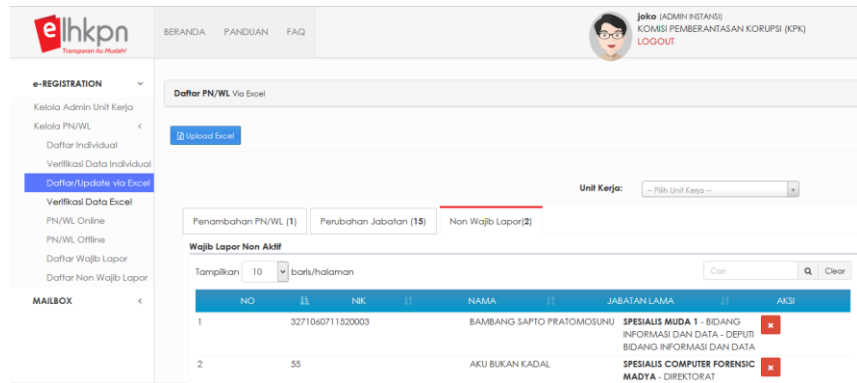 elhkpn
Transparan itu Mudah!
BERANDA PANDUAN FAQ
joko (ADMIN INSTANSI)
KOMISI PEMBERANTASAN KORUPSI (KPK)
LOGOUT
e-REGISTRATION
Kelola Admin Unit Kerja
Kelola PN/WL
Daftar Individual
Verifikasi Data Individual
Daftar/Update via Excel
Verifikasi Data Excel
PN/WL Online
PN/WL Offline
Daftar Wajib Lapor
Daftar Non Wajib Lapor
MAILBOX
Daftar PN/WL Via Excel
Upload Excel
Unit Kerja: -- Pilih Unit Kerja --
Penambahan PN/WL (1) Perubahan Jabatan (15) Non Wajib Lapor(2)
Wajib Lapor Non Aktif
Tampilkan 10 baris/halaman Cari Clear
NO NIK NAMA JABATAN LAMA AKSI
1 3271060711520003 BAMBANG SAPTO PRATOMOSUNU SPESIALIS MUDA 1 - BIDANG
INFORMASI DAN DATA - DEPUTI
BIDANG INFORMASI DAN DATA
2 55 AKU BUKAN KADAL SPESIALIS COMPUTER FORENSIC
MADYA - DIREKTORAT